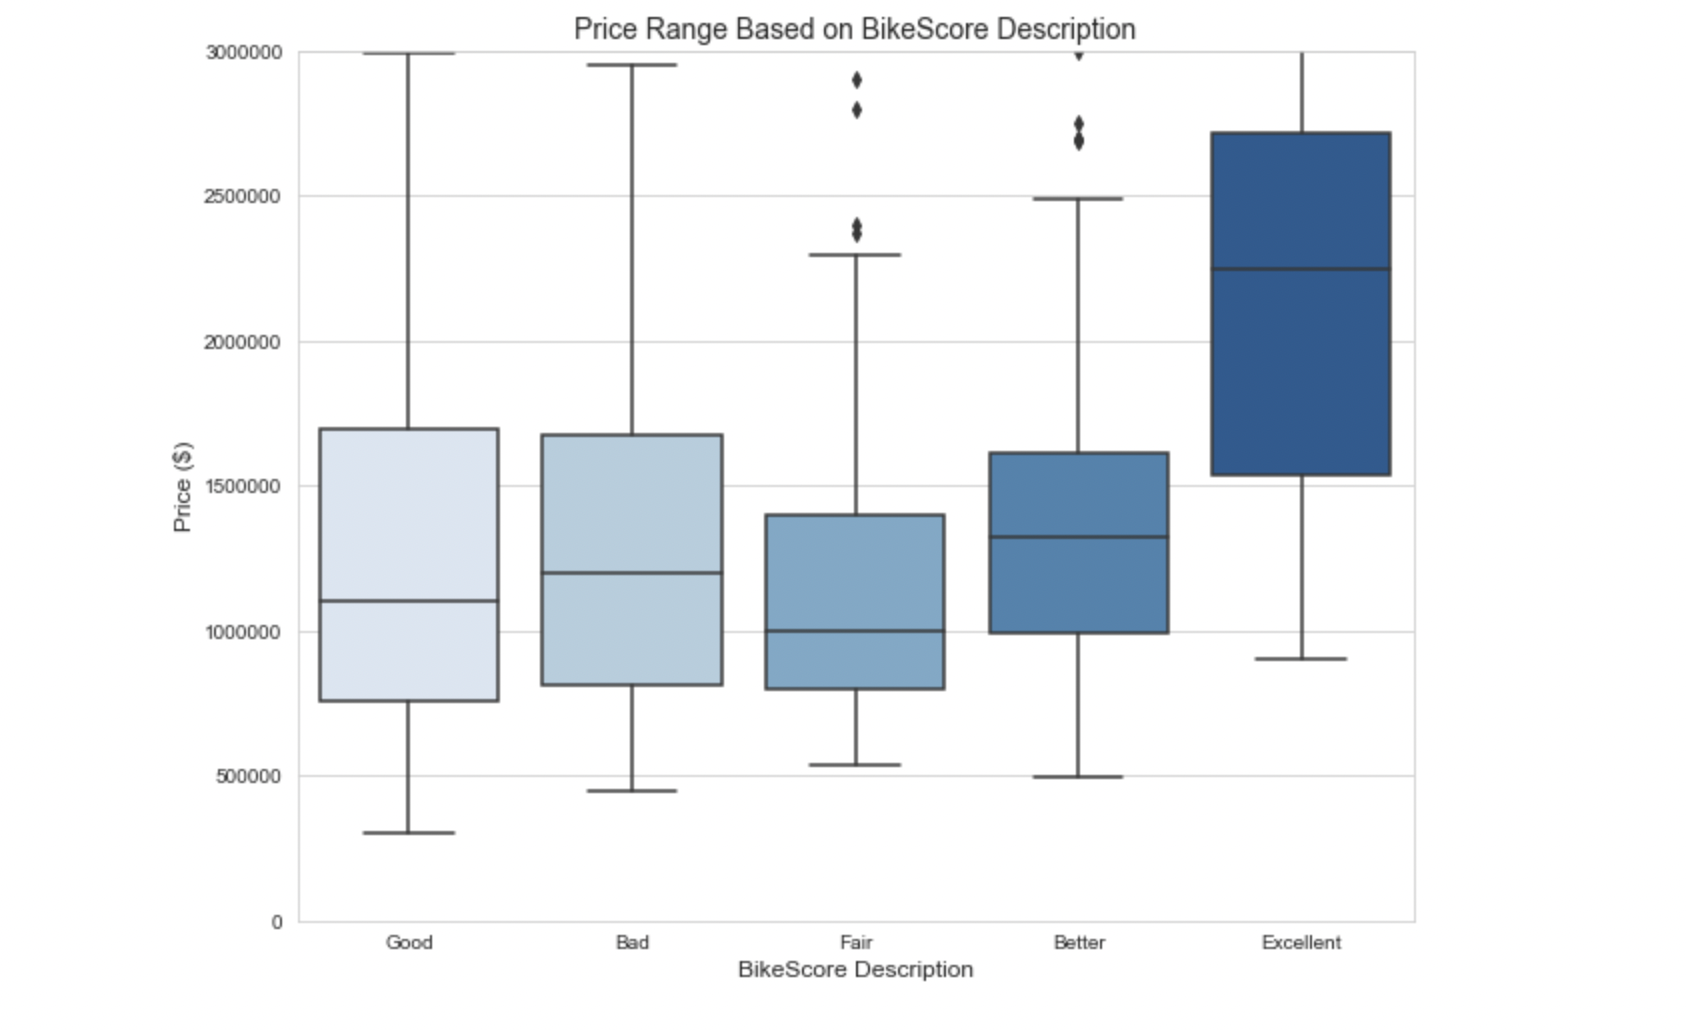 Price Range Based on BikeScore Description
3000000
2500000
2000000
1500000
1000000
500000
0
Price ($)
Good Bad Fair Better Excellent
BikeScore Description